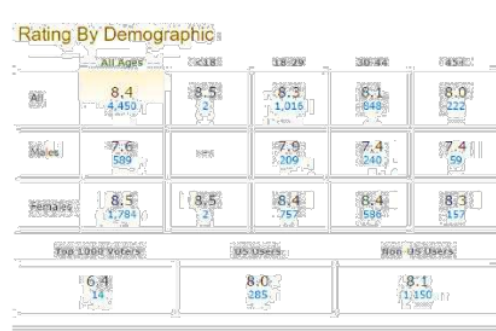 Rating By Demographic
All Ages <18 18-29 30-44 45+
All 8.4 8.5 8.3 8.1 8.0
4,450 2 1,016 848 222
Males 7.6 7.9 7.4 7.4
589 209 240 59
Females 8.5 8.5 8.4 8.4 8.3
1,784 2 757 586 157
Top 1000 Voters US Users Non-US Users
6.4 8.0 8.1
14 285 1,150